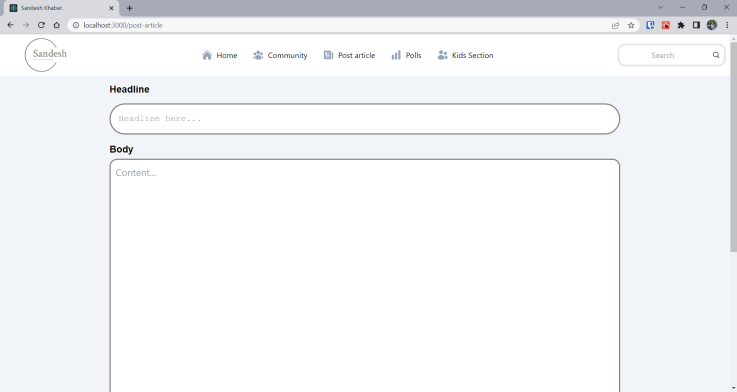 Sandesh Khabar.
localhost:3000/post-article
Sandesh
Home
Community
Post article
Polls
Kids Section
Search
Headline
Headline here...
Body
Content...